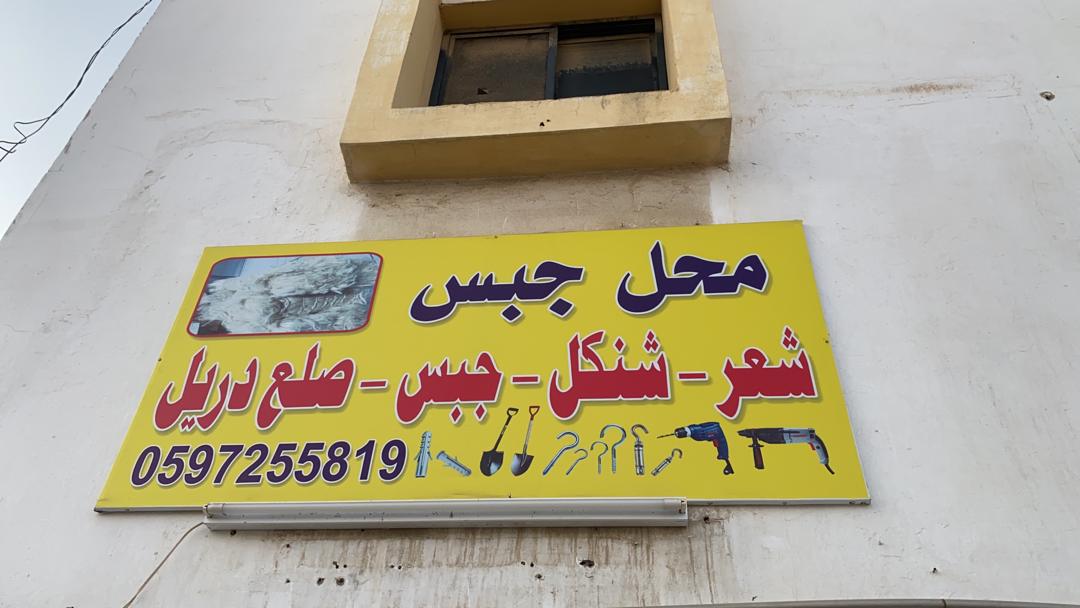 محل جبس
شعر - شنكل - جبس - صلع دريل
0597255819